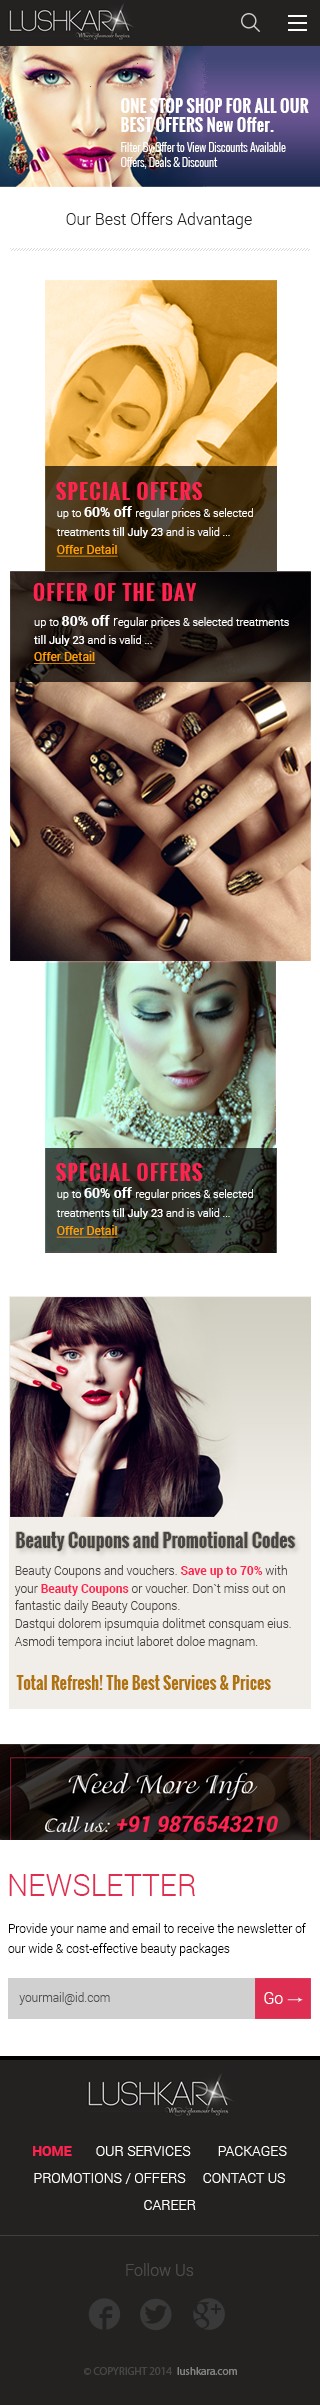 LUSHKARA
Where glamour begins.
ONE STOP SHOP FOR ALL OUR
BEST OFFERS New Offer.
Filter By Offer to View Discounts Available
Offers, Deals & Discount
Our Best Offers Advantage
SPECIAL OFFERS
up to 60% off regular prices & selected
treatments till July 23 and is valid ...
Offer Detail
OFFER OF THE DAY
up to 80% off regular prices & selected treatments
till July 23 and is valid ...
Offer Detail
SPECIAL OFFERS
up to 60% off regular prices & selected
treatments till July 23 and is valid ...
Offer Detail
Beauty Coupons and Promotional Codes
Beauty Coupons and vouchers. Save up to 70% with
your Beauty Coupons or voucher. Don`t miss out on
fantastic daily Beauty Coupons.
Dastqui dolorem ipsumquia dolitmet consquam eius.
Asmodi tempora inciut laboret doloe magnam.
Total Refresh! The Best Services & Prices
Need More Info
Call us: +91 9876543210
NEWSLETTER
Provide your name and email to receive the newsletter of
our wide & cost-effective beauty packages
yourmail@id.com Go →
LUSHKARA
Where glamour begins.
HOME OUR SERVICES PACKAGES
PROMOTIONS / OFFERS CONTACT US
CAREER
Follow Us
© COPYRIGHT 2014 lushkara.com